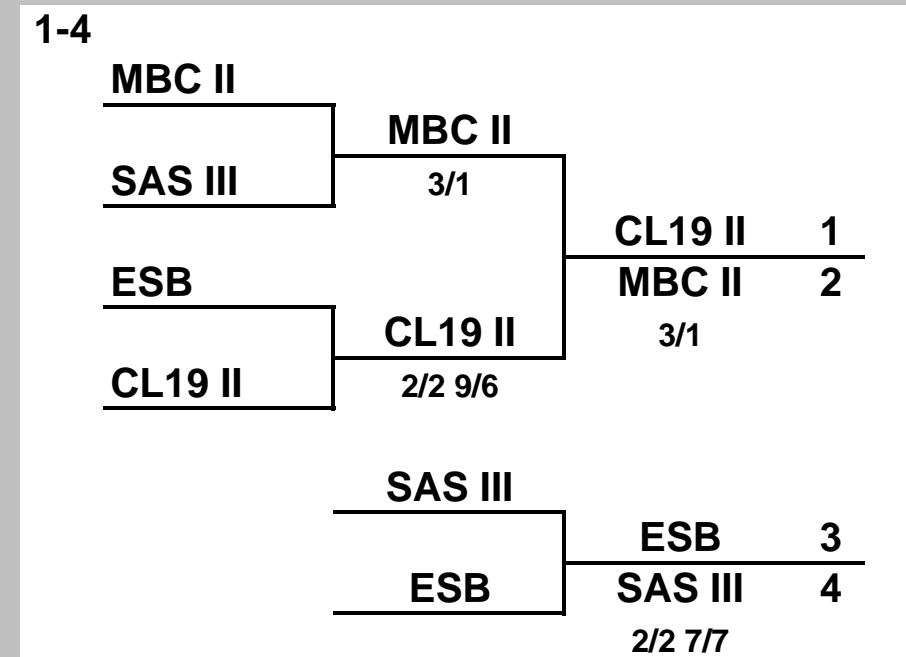 1-4
MBC II
MBC II
SAS III
3/1
CL19 II 1
ESB
MBC II 2
CL19 II
3/1
CL19 II
2/2 9/6
SAS III
ESB 3
ESB
SAS III 4
2/2 7/7